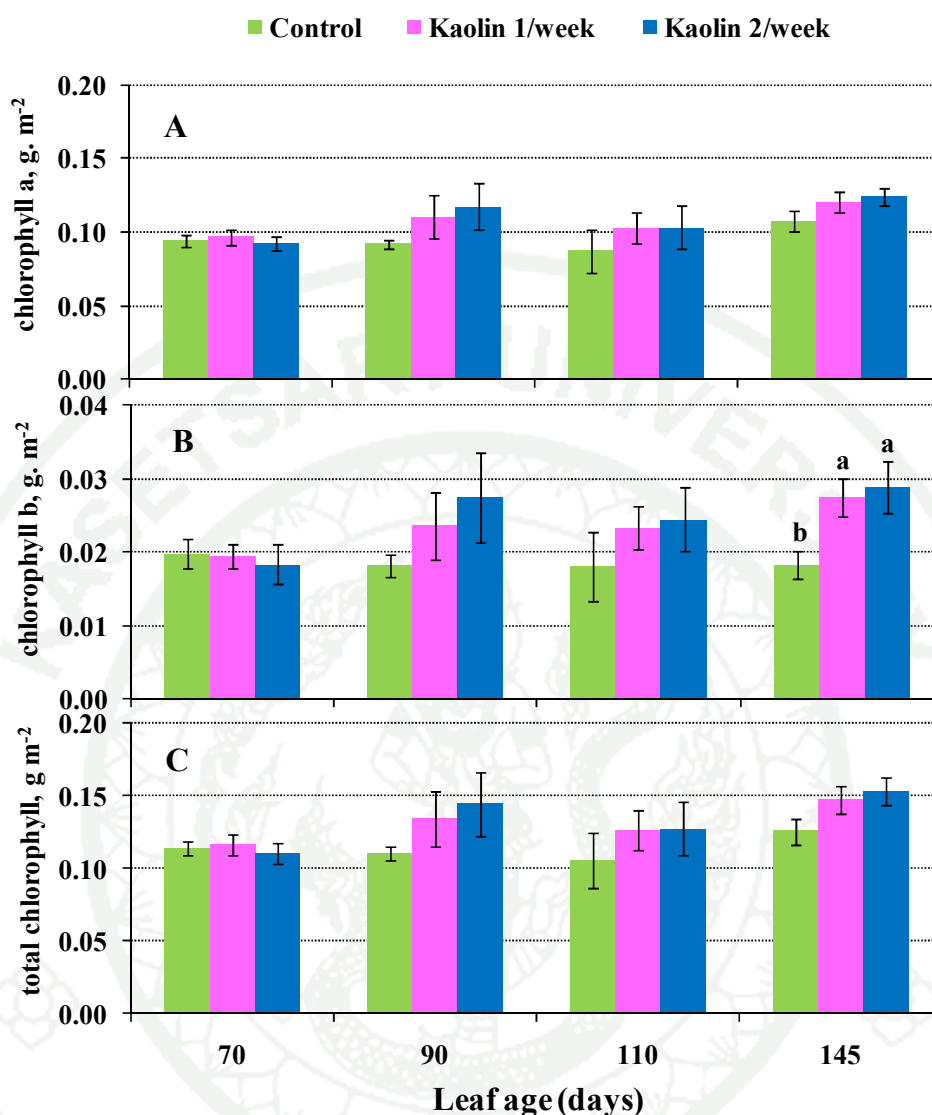 Control Kaolin 1/week Kaolin 2/week
chlorophyll a, g. m-2
0.20
0.15
0.10
0.05
0.00
A
chlorophyll b, g. m-2
0.04
0.03
0.02
0.01
0.00
B
b a a
total chlorophyll, g m-2
0.20
0.15
0.10
0.05
0.00
C
70 90 110 145
Leaf age (days)
KASETSART UNIVERSITY